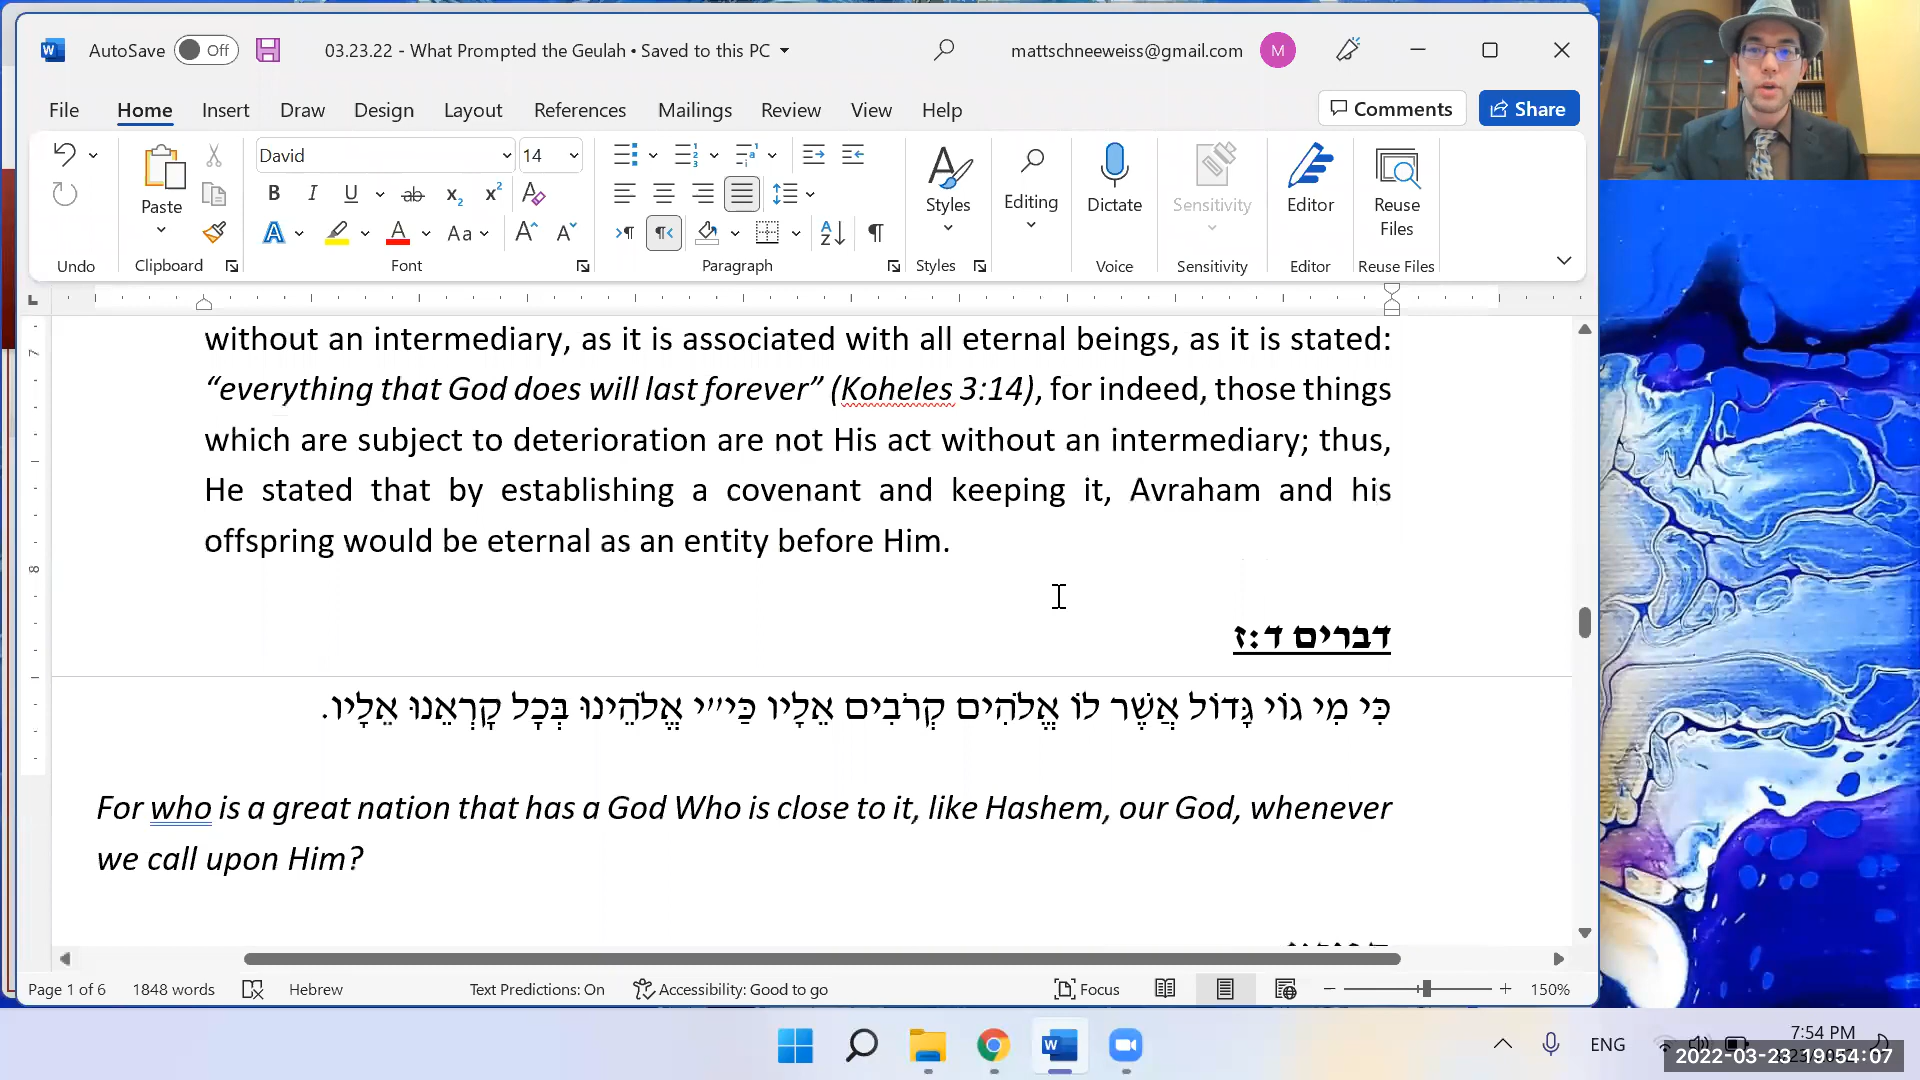 AutoSave Off 03.23.22 - What Prompted the Geulah • Saved to this PC mattschneeweiss@gmail.com M
File Home Insert Draw Design Layout References Mailings Review View Help Comments Share
David 14
Paste Styles Editing Dictate Sensitivity Editor Reuse Files
Undo Clipboard Font Paragraph Styles Voice Sensitivity Editor Reuse Files
without an intermediary, as it is associated with all eternal beings, as it is stated:
“everything that God does will last forever” (Koheles 3:14), for indeed, those things
which are subject to deterioration are not His act without an intermediary; thus,
He stated that by establishing a covenant and keeping it, Avraham and his
offspring would be eternal as an entity before Him.
דברים ד:ז
כִּי מִי גוֹי גָּדוֹל אֲשֶׁר לוֹ אֱלֹהִים קְרֹבִים אֵלָיו כַּי״י אֱלֹהֵינוּ בְּכָל קָרְאֵנוּ אֵלָיו.
For who is a great nation that has a God Who is close to it, like Hashem, our God, whenever
we call upon Him?
Page 1 of 6 1848 words Hebrew Text Predictions: On Accessibility: Good to go Focus 150%
ENG 7:54 PM
2022-03-23 19:54:07